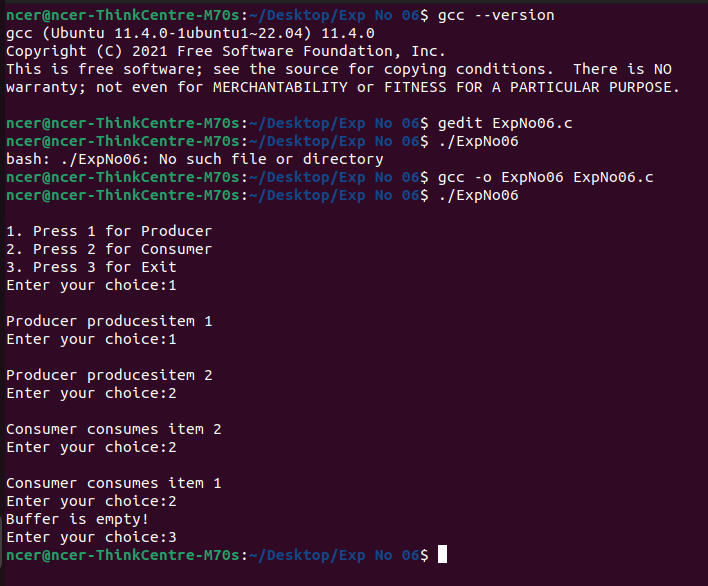 ncer@ncer-ThinkCentre-M70s:~/Desktop/Exp No 06$ gcc --version
gcc (Ubuntu 11.4.0-1ubuntu1~22.04) 11.4.0
Copyright (C) 2021 Free Software Foundation, Inc.
This is free software; see the source for copying conditions.  There is NO
warranty; not even for MERCHANTABILITY or FITNESS FOR A PARTICULAR PURPOSE.
ncer@ncer-ThinkCentre-M70s:~/Desktop/Exp No 06$ gedit ExpNo06.c
ncer@ncer-ThinkCentre-M70s:~/Desktop/Exp No 06$ ./ExpNo06
bash: ./ExpNo06: No such file or directory
ncer@ncer-ThinkCentre-M70s:~/Desktop/Exp No 06$ gcc -o ExpNo06 ExpNo06.c
ncer@ncer-ThinkCentre-M70s:~/Desktop/Exp No 06$ ./ExpNo06
1. Press 1 for Producer
2. Press 2 for Consumer
3. Press 3 for Exit
Enter your choice:1
Producer producesitem 1
Enter your choice:1
Producer producesitem 2
Enter your choice:2
Consumer consumes item 2
Enter your choice:2
Consumer consumes item 1
Enter your choice:2
Buffer is empty!
Enter your choice:3
ncer@ncer-ThinkCentre-M70s:~/Desktop/Exp No 06$